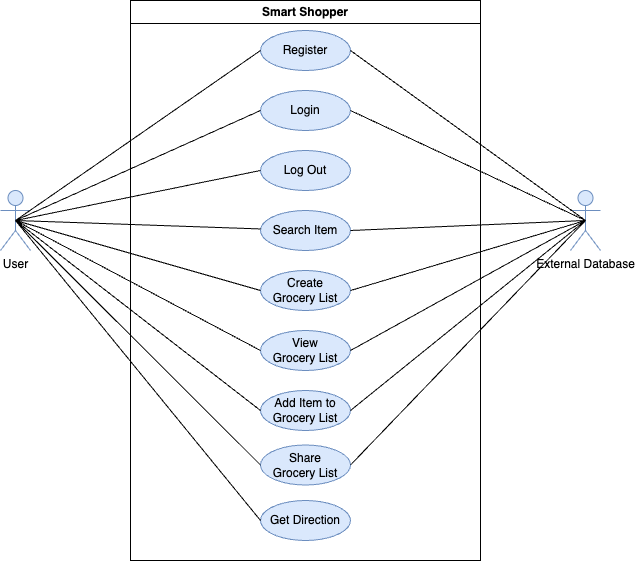 Smart Shopper
Register
Login
Log Out
Search Item
User
External Database
Create
Grocery List
View
Grocery List
Add Item to
Grocery List
Share
Grocery List
Get Direction